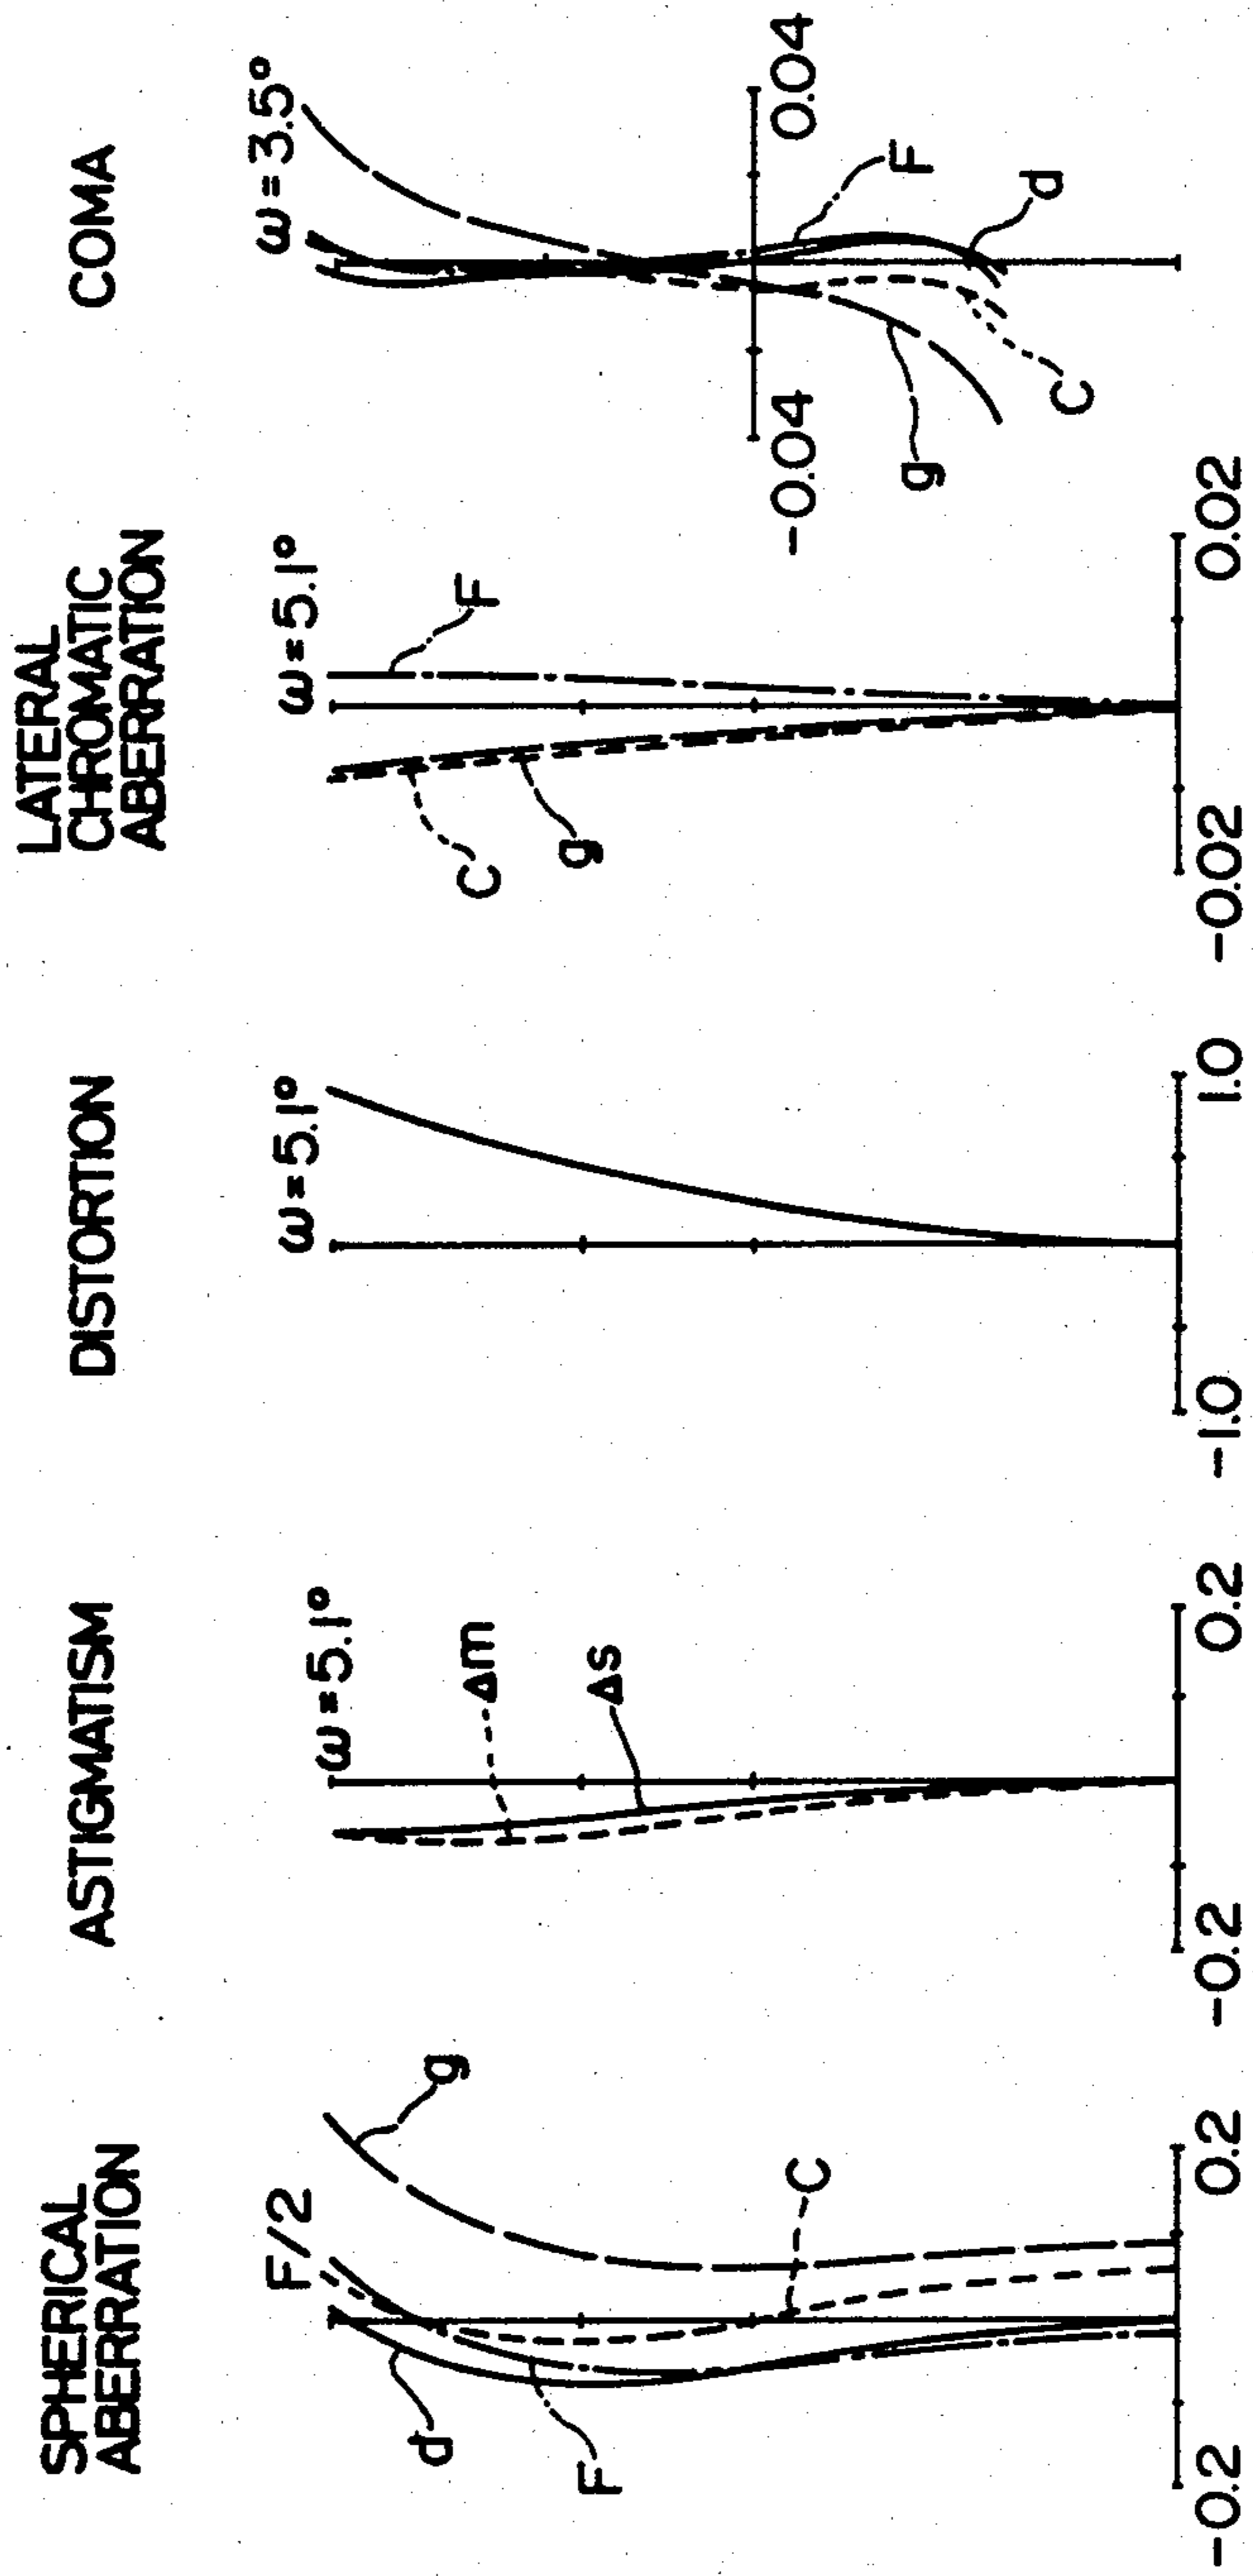 SPHERICAL
ABERRATION
F/2
g
d
F
C
-0.2
0.2
ASTIGMATISM
ω=5.1°
Δm
Δs
-0.2
0.2
DISTORTION
ω=5.1°
-1.0
1.0
LATERAL
CHROMATIC
ABERRATION
ω=5.1°
F
C
g
-0.02
0.02
COMA
ω=3.5°
-0.04
0.04
F
g
d
C